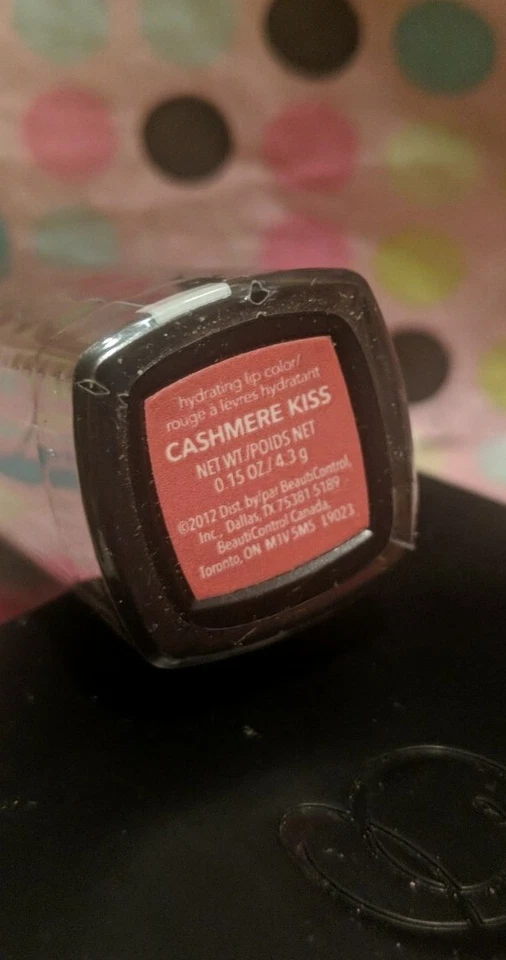 hydrating lip color/
rouge à lèvres hydratant
CASHMERE KISS
NET WT./POIDS NET
0.15 OZ / 4.3 g
©2012 Dist. by/par BeautiControl,
Inc., Dallas, TX 75381 5189 ·
BeautiControl Canada,
Toronto, ON M1V 5M5 19023